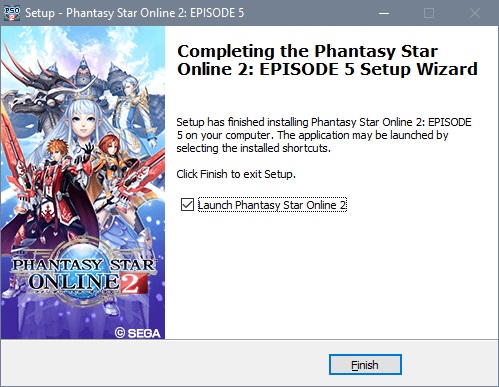 Setup - Phantasy Star Online 2: EPISODE 5
Completing the Phantasy Star
Online 2: EPISODE 5 Setup Wizard
Setup has finished installing Phantasy Star Online 2: EPISODE
5 on your computer. The application may be launched by
selecting the installed shortcuts.
Click Finish to exit Setup.
Launch Phantasy Star Online 2
PHANTASY STAR
ONLINE 2
© SEGA
Finish